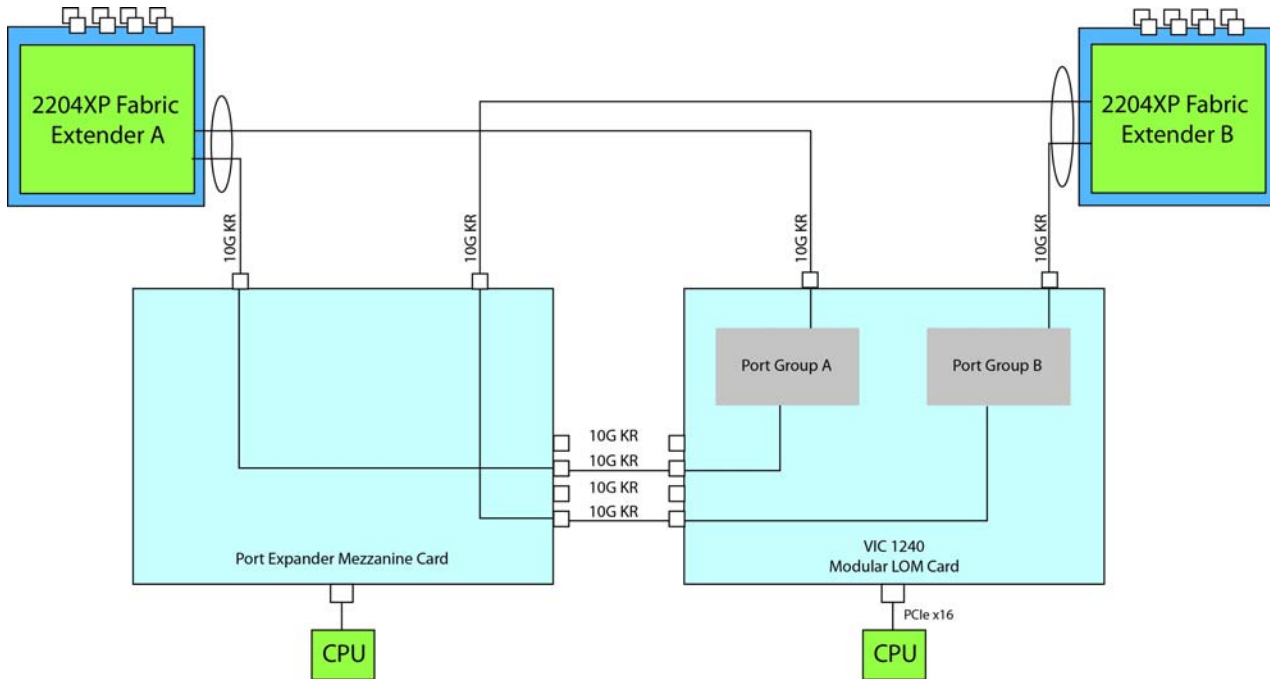 2204XP Fabric
Extender A
2204XP Fabric
Extender B
10G KR
10G KR
10G KR
10G KR
Port Group A
Port Group B
10G KR
10G KR
10G KR
10G KR
Port Expander Mezzanine Card
VIC 1240
Modular LOM Card
PCIe x16
CPU
CPU